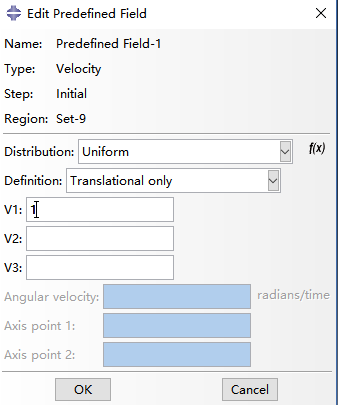 Edit Predefined Field
Name: Predefined Field-1
Type: Velocity
Step: Initial
Region: Set-9
Distribution: Uniform f(x)
Definition: Translational only
V1: 1
V2:
V3:
Angular velocity: radians/time
Axis point 1:
Axis point 2:
OK Cancel